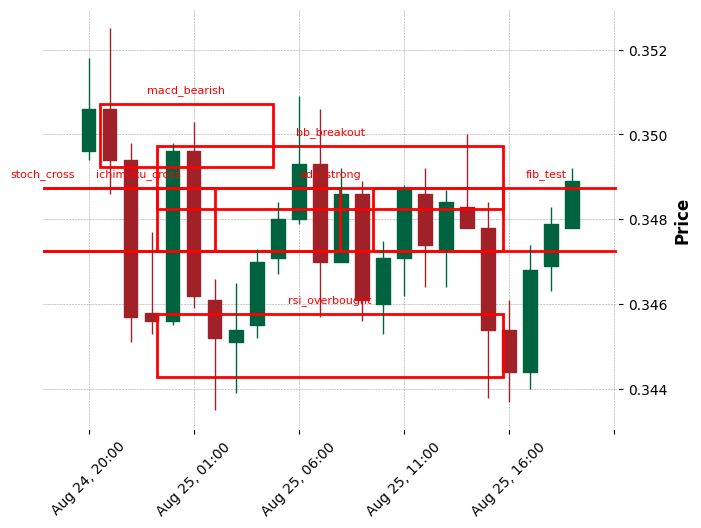 macd_bearish
bb_breakout
stoch_cross
ichimoku_cross
fib_test
rsi_overbought
0.352
0.350
0.348
0.346
0.344
Price
Aug 24, 20:00
Aug 25, 01:00
Aug 25, 06:00
Aug 25, 11:00
Aug 25, 16:00